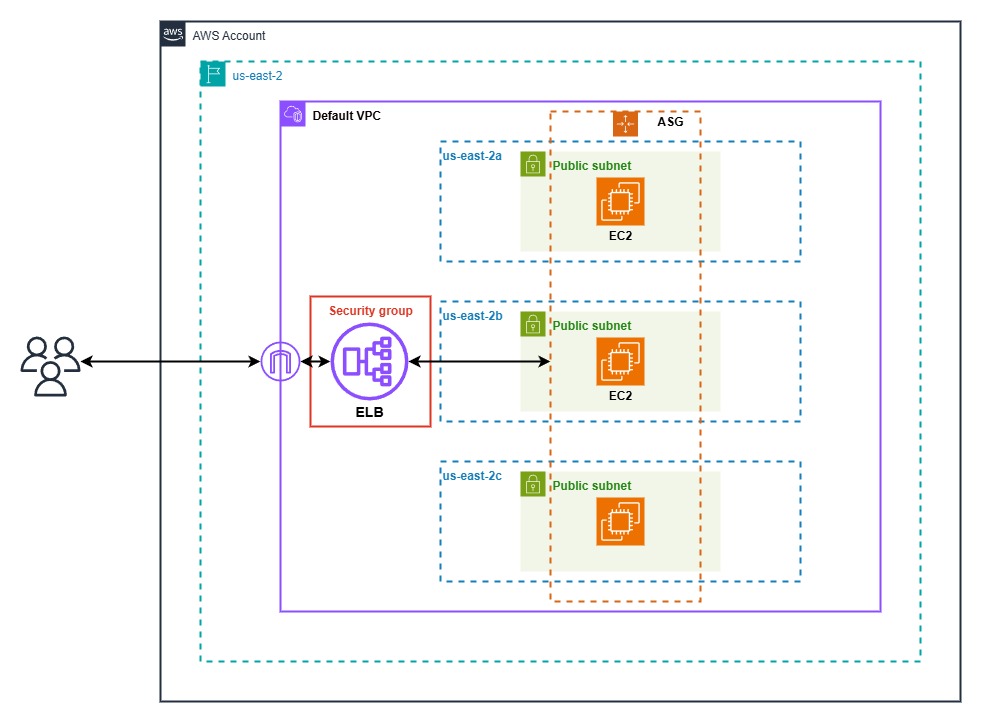 aws
AWS Account
us-east-2
Default VPC
ASG
us-east-2a
Public subnet
EC2
Security group
ELB
us-east-2b
Public subnet
EC2
us-east-2c
Public subnet